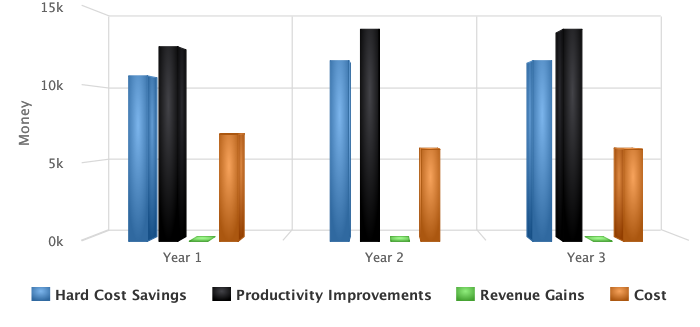 15k
10k
5k
0k
Money
Year 1
Year 2
Year 3
Hard Cost Savings
Productivity Improvements
Revenue Gains
Cost